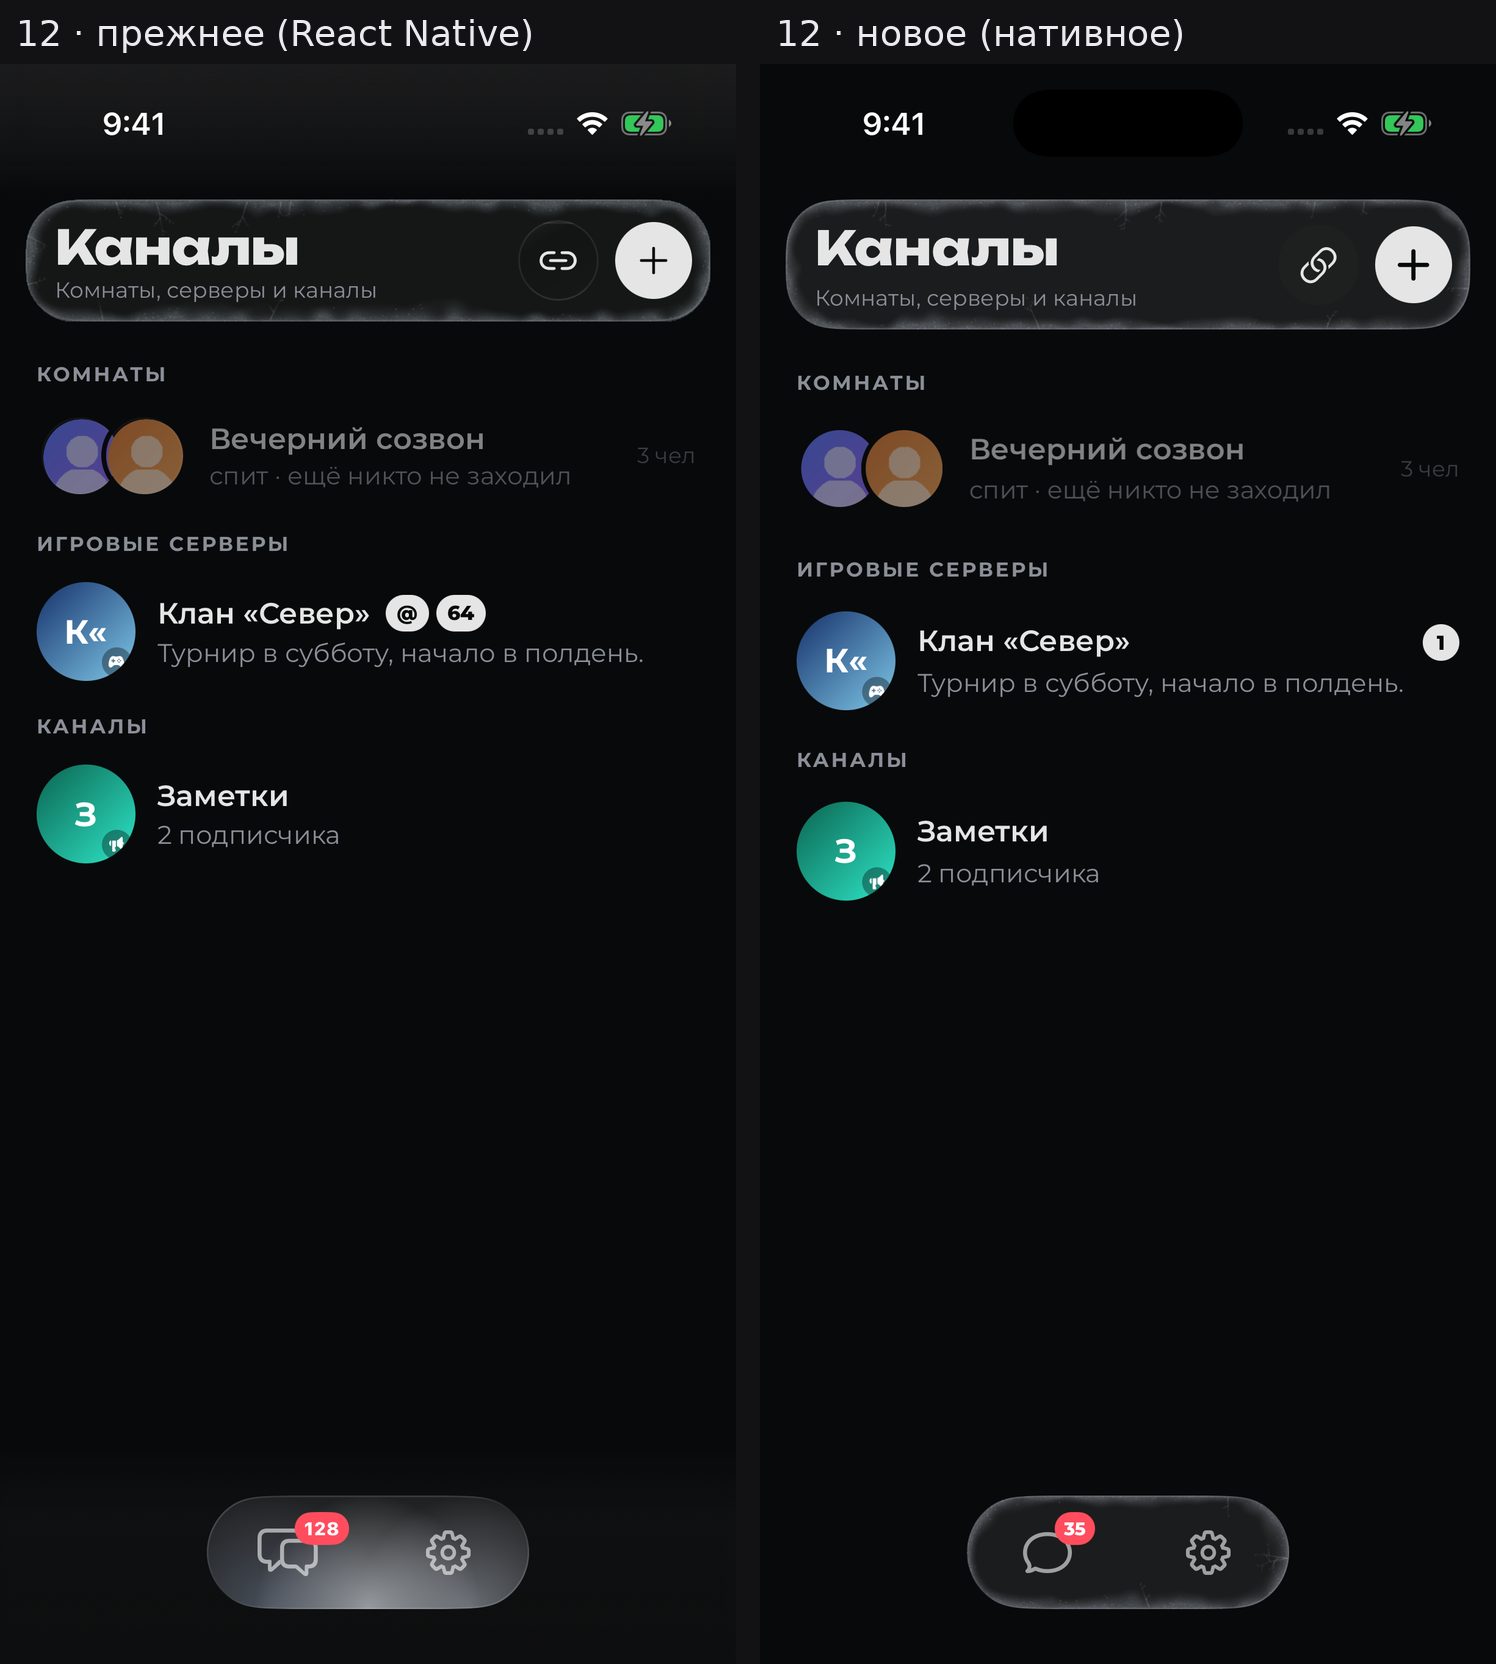 12 · прежнее (React Native)
9:41
Каналы
Комнаты, серверы и каналы
КОМНАТЫ
Вечерний созвон
спит · ещё никто не заходил
3 чел
ИГРОВЫЕ СЕРВЕРЫ
К«
Клан «Север» @ 64
Турнир в субботу, начало в полдень.
КАНАЛЫ
З
Заметки
2 подписчика
128
12 · новое (нативное)
9:41
Каналы
Комнаты, серверы и каналы
КОМНАТЫ
Вечерний созвон
спит · ещё никто не заходил
3 чел
ИГРОВЫЕ СЕРВЕРЫ
К«
Клан «Север» 1
Турнир в субботу, начало в полдень.
КАНАЛЫ
З
Заметки
2 подписчика
35